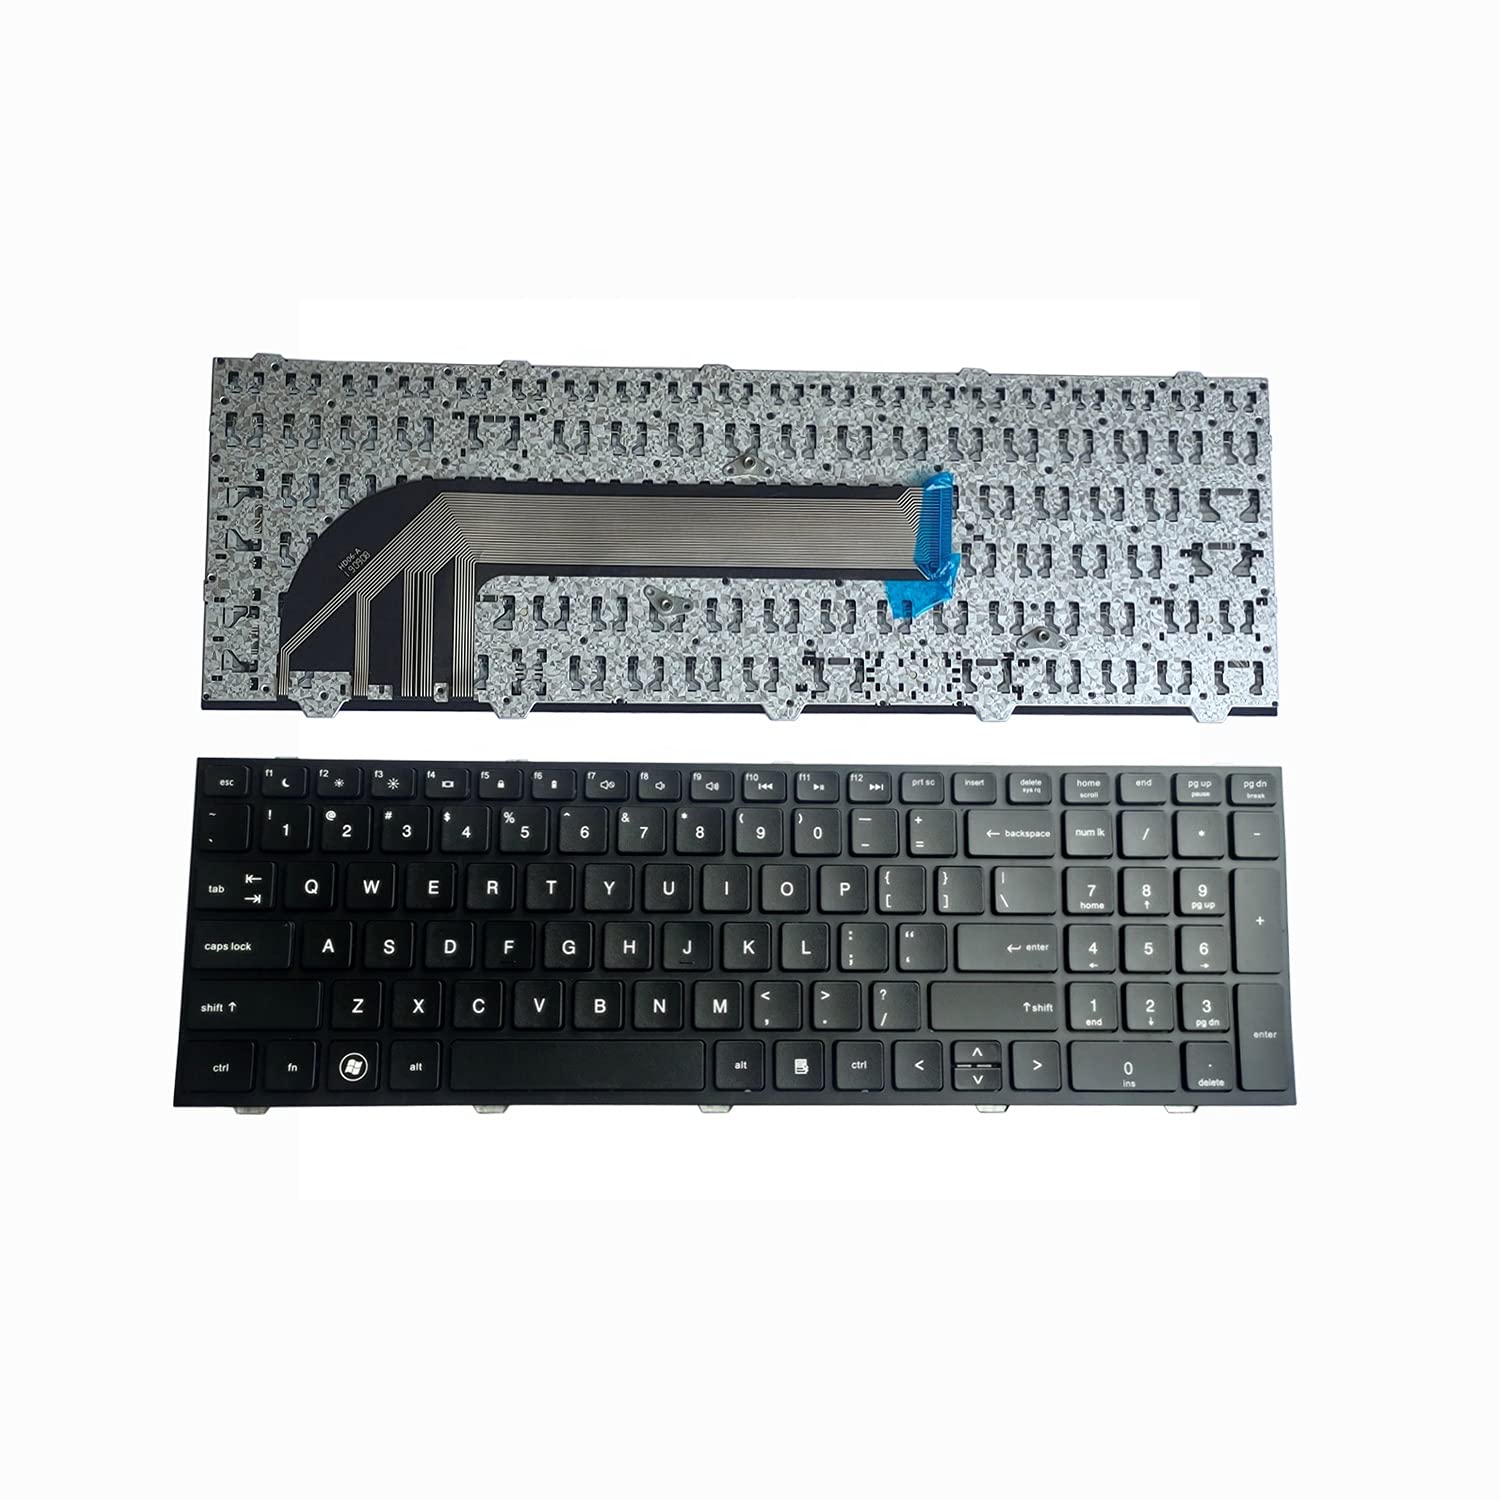 HD06-A
esc f1 f2 f3 f4 f5 f6 f7 f8 f9 f10 f11 f12 prt sc insert delete sys rq home scroll end pg up pause pg dn break
~ ` ! 1 @ 2 # 3 $ 4 % 5 ^ 6 & 7 * 8 ( 9 ) 0 — - + = ← backspace num lk / * -
tab Q W E R T Y U I O P { [ } ] | \ 7 home 8 ↑ 9 pg up +
caps lock A S D F G H J K L : ; “ ‘ ↵ enter 4 ← 5 6 →
shift ↑ Z X C V B N M < , > . ? / ↑ shift 1 end 2 ↓ 3 pg dn enter
ctrl fn alt alt ctrl < ^ v > 0 ins . delete